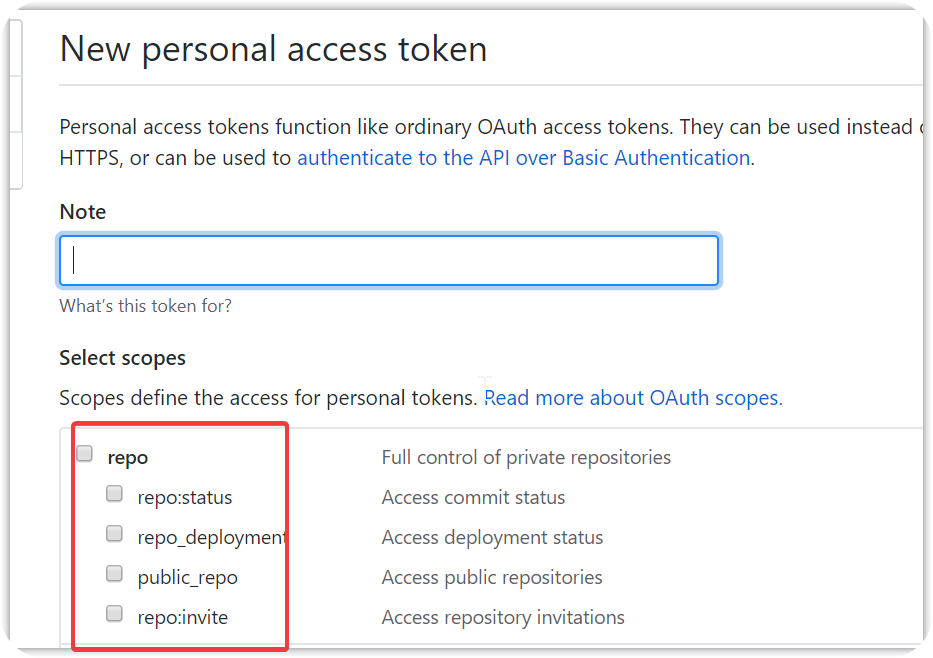 New personal access token
Personal access tokens function like ordinary OAuth access tokens. They can be used instead
HTTPS, or can be used to authenticate to the API over Basic Authentication.
Note
What's this token for?
Select scopes
Scopes define the access for personal tokens. Read more about OAuth scopes.
repo Full control of private repositories
repo:status Access commit status
repo_deployment Access deployment status
public_repo Access public repositories
repo:invite Access repository invitations